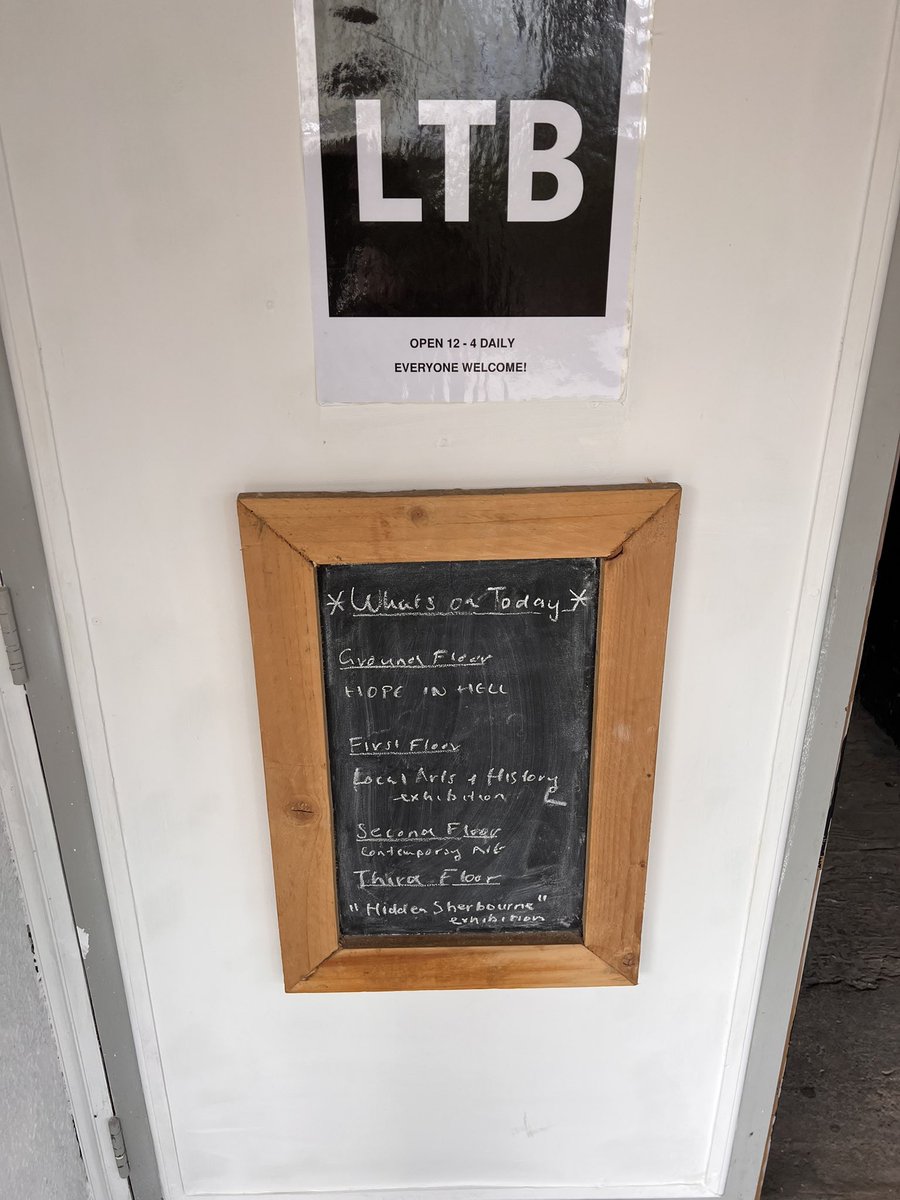 LTB
OPEN 12 - 4 DAILY
EVERYONE WELCOME!
*Whats on Today*
Ground Floor
HOPE IN HELL
First Floor
Local Arts + History
exhibition
Second Floor
Contemporary Art
Third Floor
"Hidden Sherbourne"
exhibition